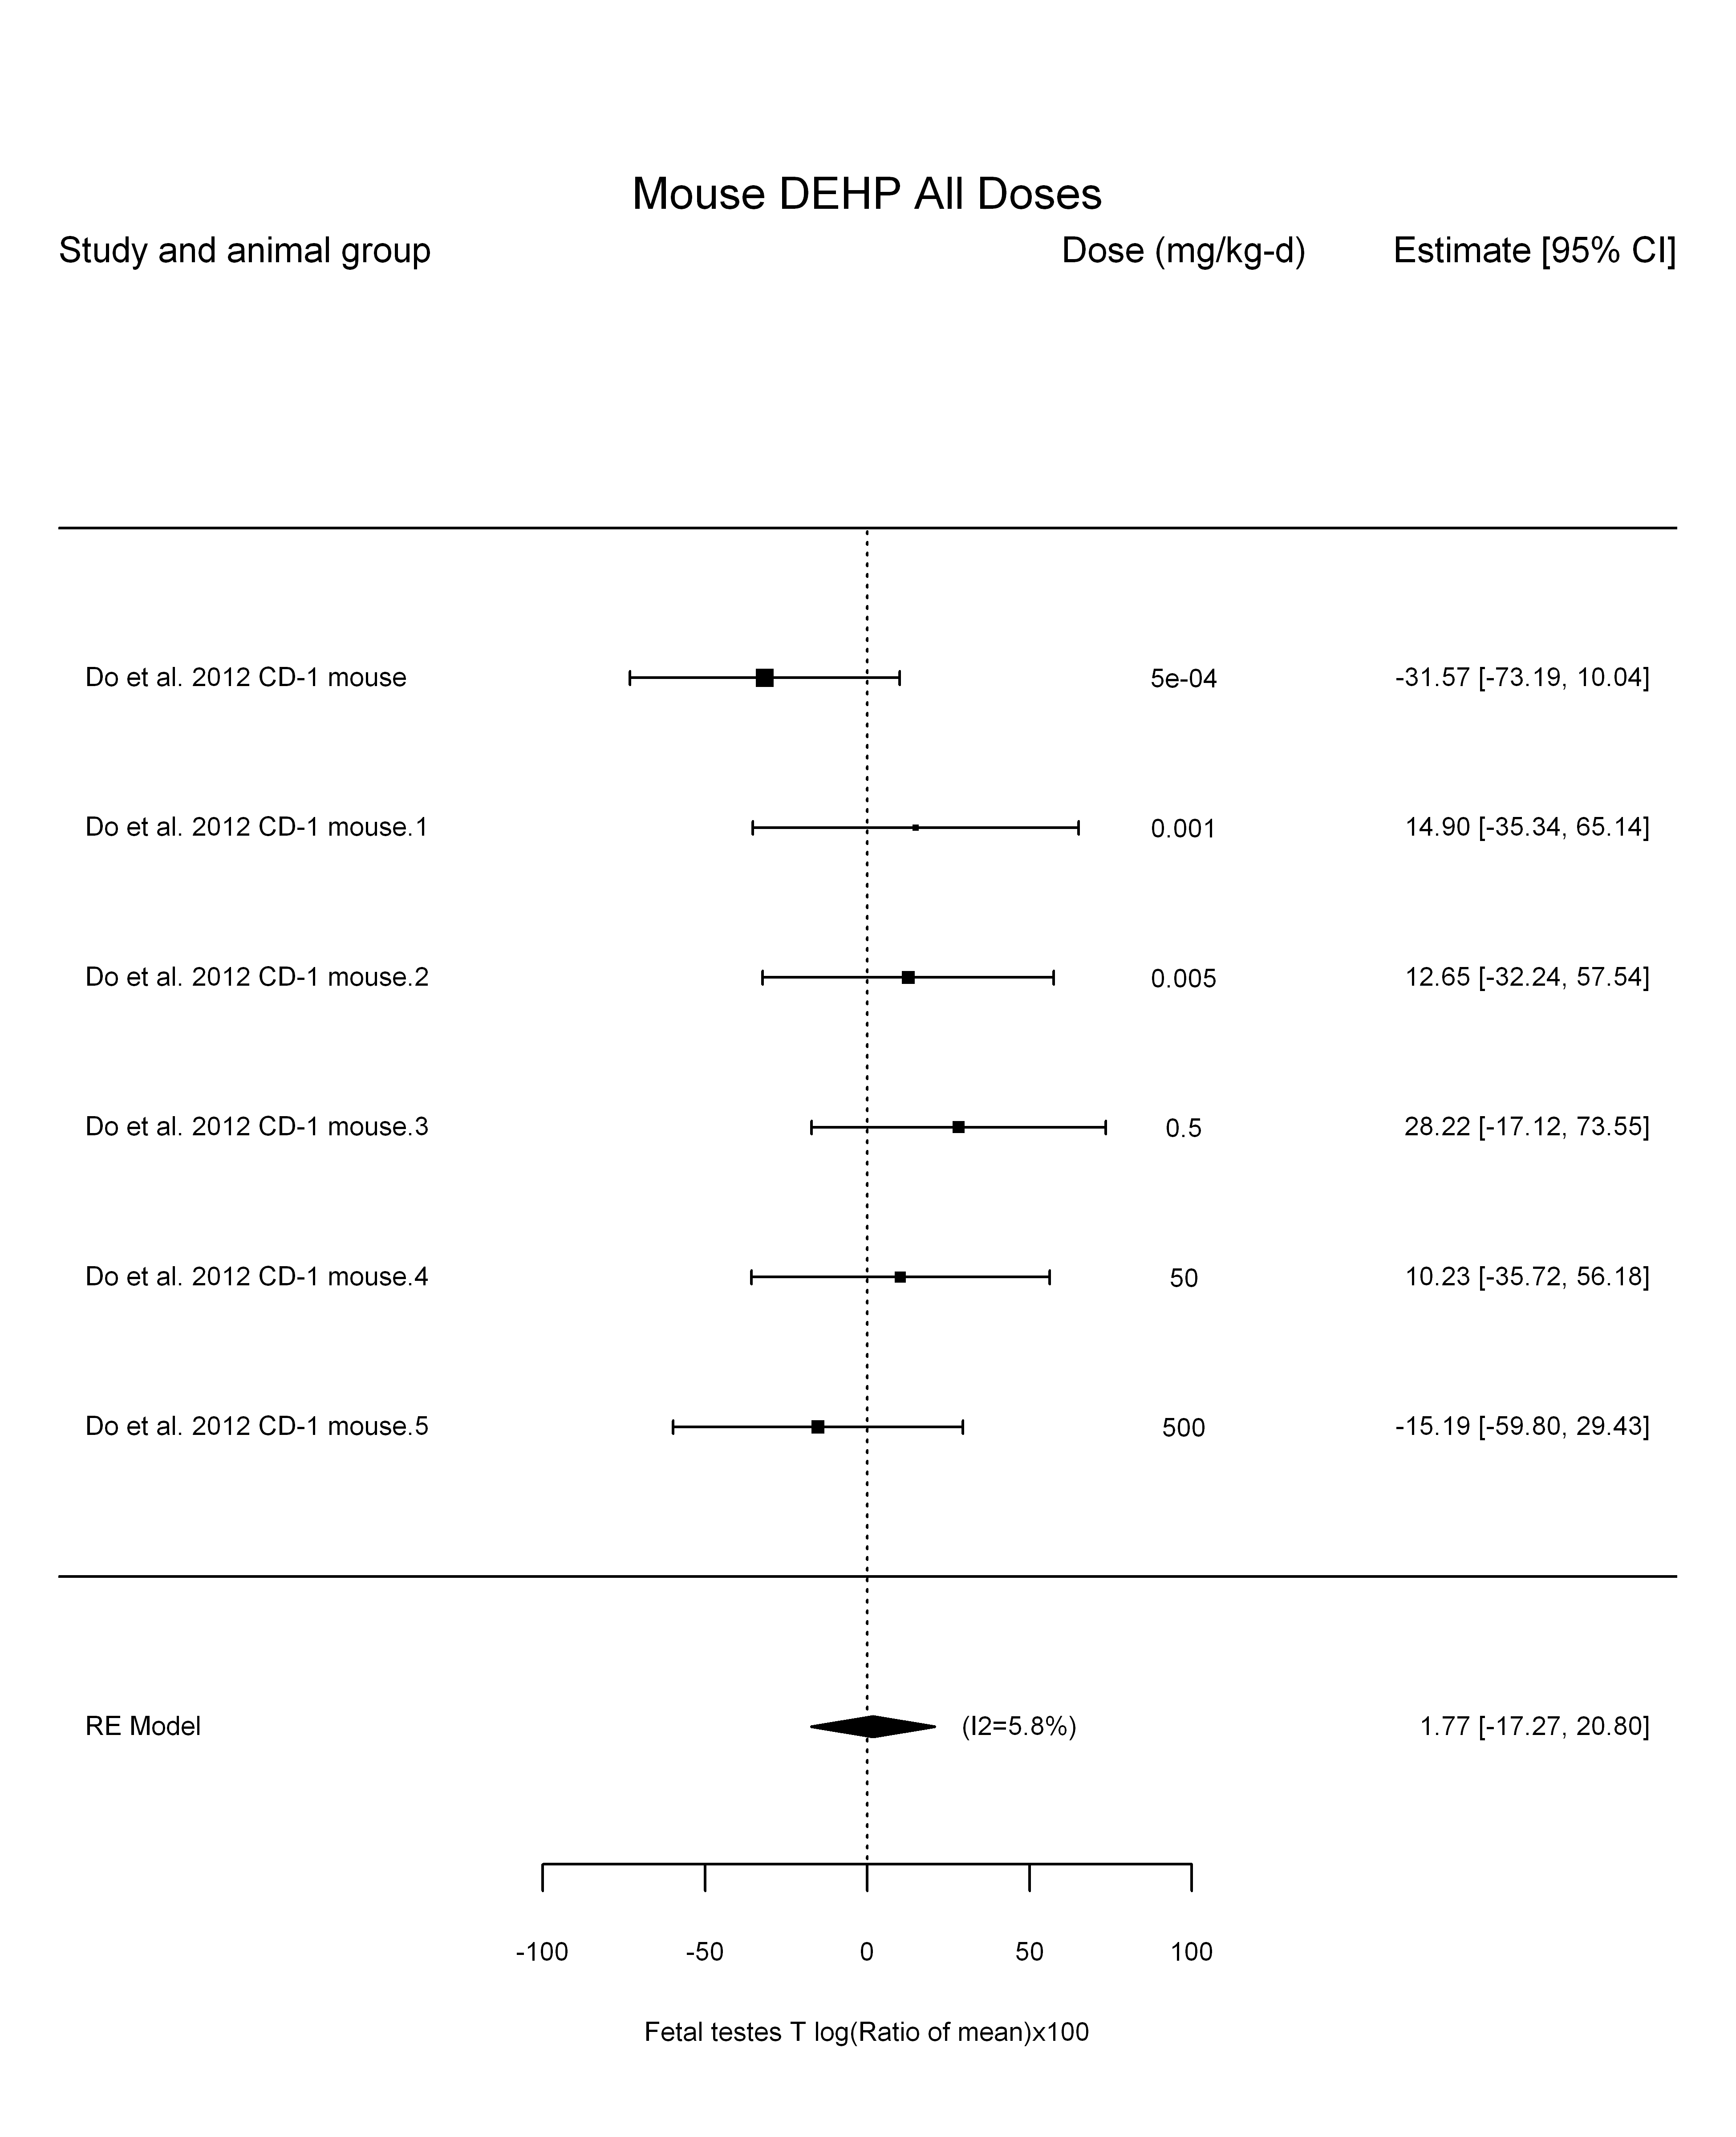 Mouse DEHP All Doses
Study and animal group Dose (mg/kg-d) Estimate [95% CI]
Do et al. 2012 CD-1 mouse 5e-04 -31.57 [-73.19, 10.04]
Do et al. 2012 CD-1 mouse.1 0.001 14.90 [-35.34, 65.14]
Do et al. 2012 CD-1 mouse.2 0.005 12.65 [-32.24, 57.54]
Do et al. 2012 CD-1 mouse.3 0.5 28.22 [-17.12, 73.55]
Do et al. 2012 CD-1 mouse.4 50 10.23 [-35.72, 56.18]
Do et al. 2012 CD-1 mouse.5 500 -15.19 [-59.80, 29.43]
RE Model (I2=5.8%) 1.77 [-17.27, 20.80]
-100 -50 0 50 100
Fetal testes T log(Ratio of mean)x100